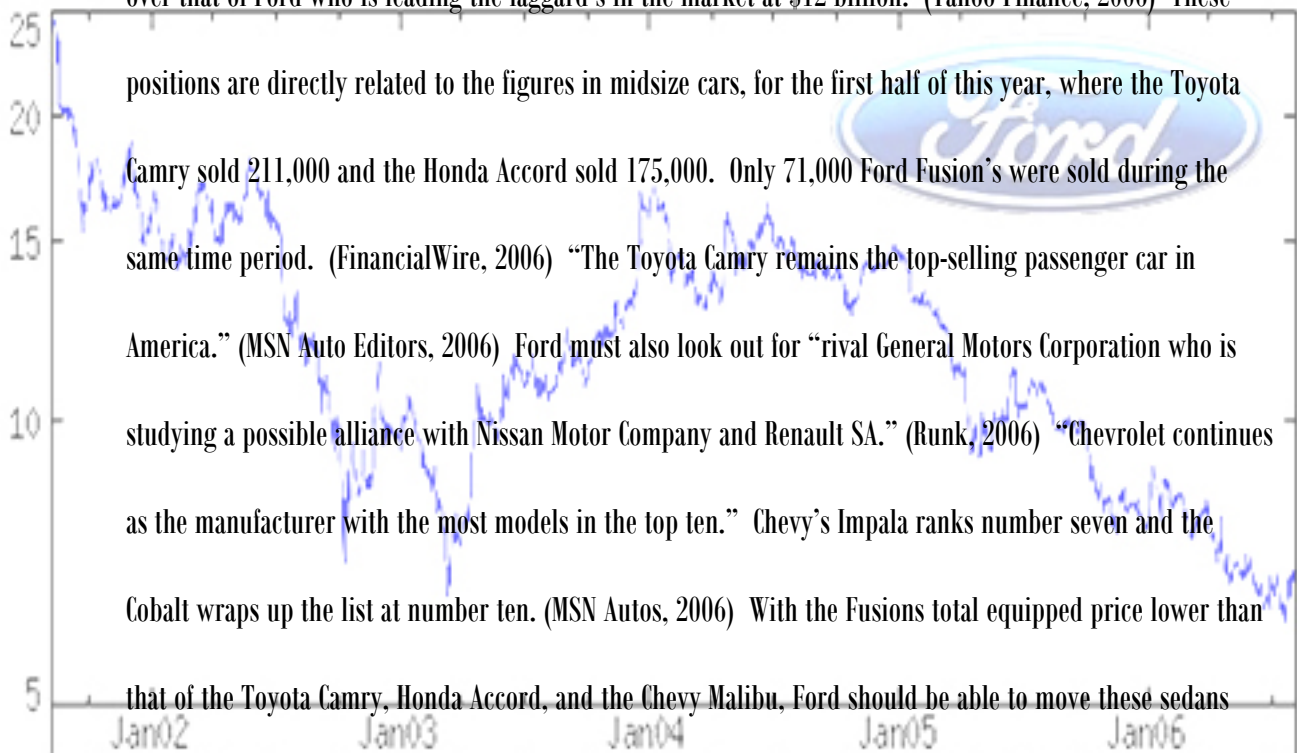 over that of Ford who is leading the laggard's in the market at $12 billion. (Yahoo Finance, 2006) These
25
positions are directly related to the figures in midsize cars, for the first half of this year, where the Toyota
20
Ford
Camry sold 211,000 and the Honda Accord sold 175,000. Only 71,000 Ford Fusion's were sold during the
15
same time period. (FinancialWire, 2006) “The Toyota Camry remains the top-selling passenger car in
America.” (MSN Auto Editors, 2006) Ford must also look out for “rival General Motors Corporation who is
10
studying a possible alliance with Nissan Motor Company and Renault SA.” (Runk, 2006) “Chevrolet continues
as the manufacturer with the most models in the top ten.” Chevy’s Impala ranks number seven and the
Cobalt wraps up the list at number ten. (MSN Autos, 2006) With the Fusions total equipped price lower than
5
that of the Toyota Camry, Honda Accord, and the Chevy Malibu, Ford should be able to move these sedans
Jan02 Jan03 Jan04 Jan05 Jan06